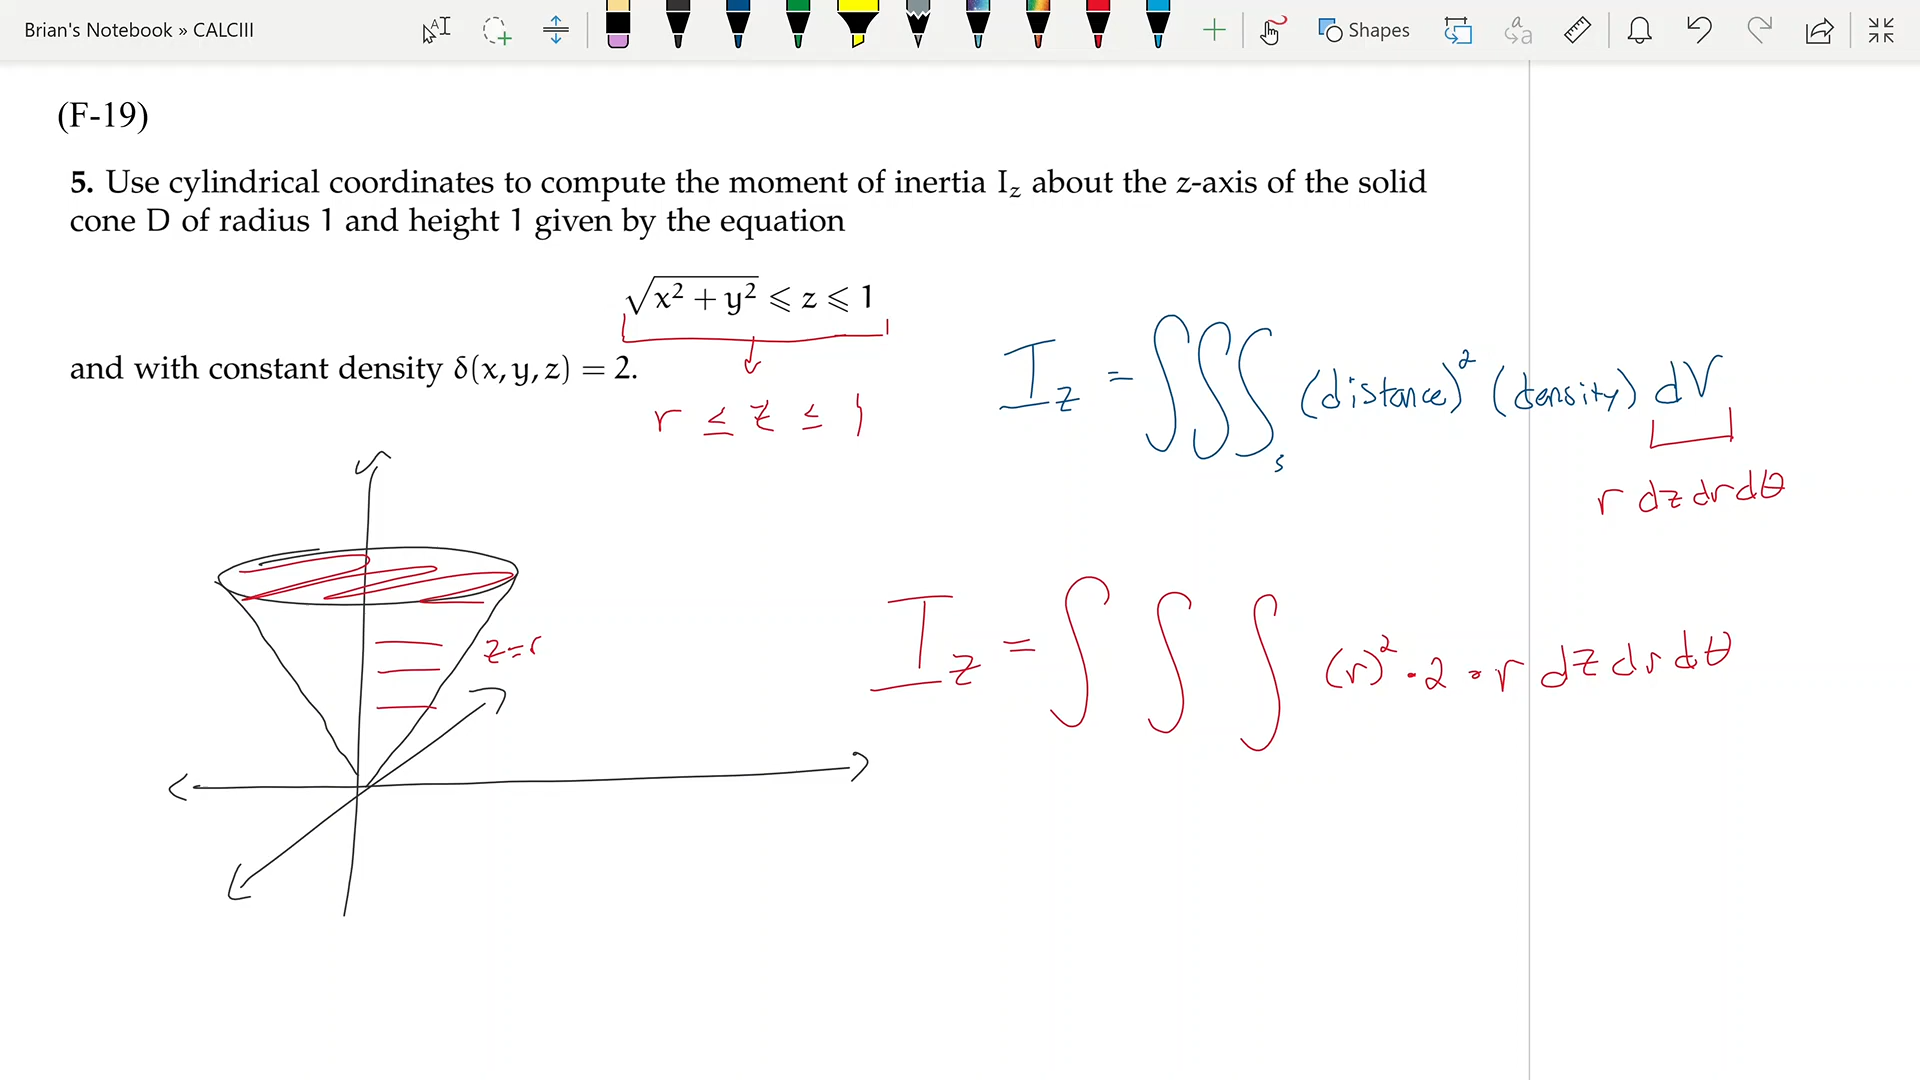 Brian's Notebook » CALCIII
Shapes
(F-19)
5. Use cylindrical coordinates to compute the moment of inertia I_z about the z-axis of the solid
cone D of radius 1 and height 1 given by the equation
√(x² + y²) ⩽ z ⩽ 1
and with constant density δ(x, y, z) = 2.
r ≤ z ≤ 1
I_z = ∭_s (distance)² (density) dV
r dz dr dθ
z=r
I_z = ∫ ∫ ∫ (r)² · 2 · r dz dr dθ